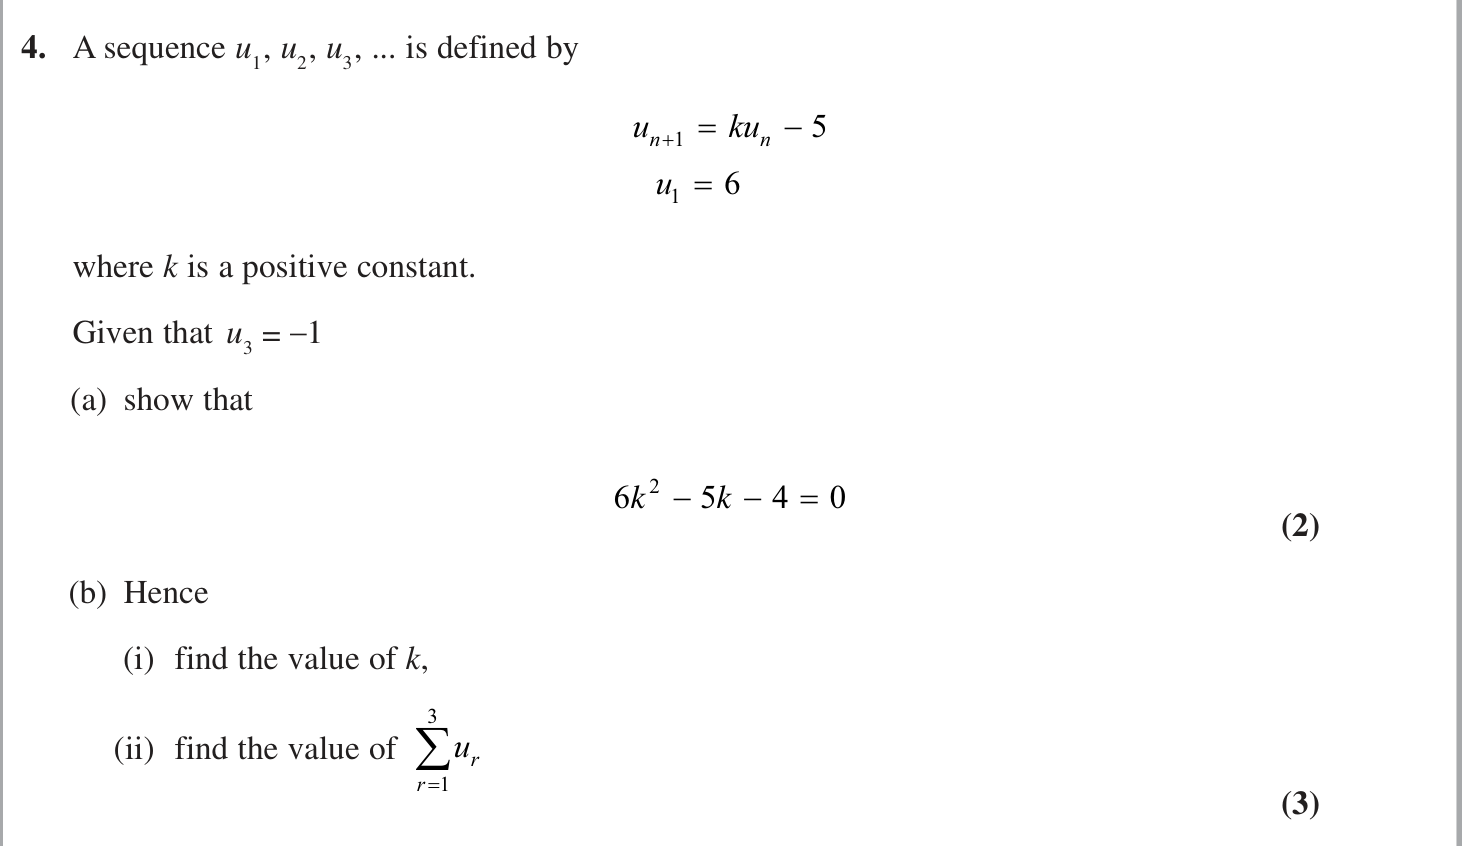 4. A sequence u₁, u₂, u₃, ... is defined by
uₙ₊₁ = kuₙ − 5
u₁ = 6
where k is a positive constant.
Given that u₃ = −1
(a) show that
6k² − 5k − 4 = 0
(2)
(b) Hence
(i) find the value of k,
(ii) find the value of ∑_{r=1}^{3} uᵣ
(3)